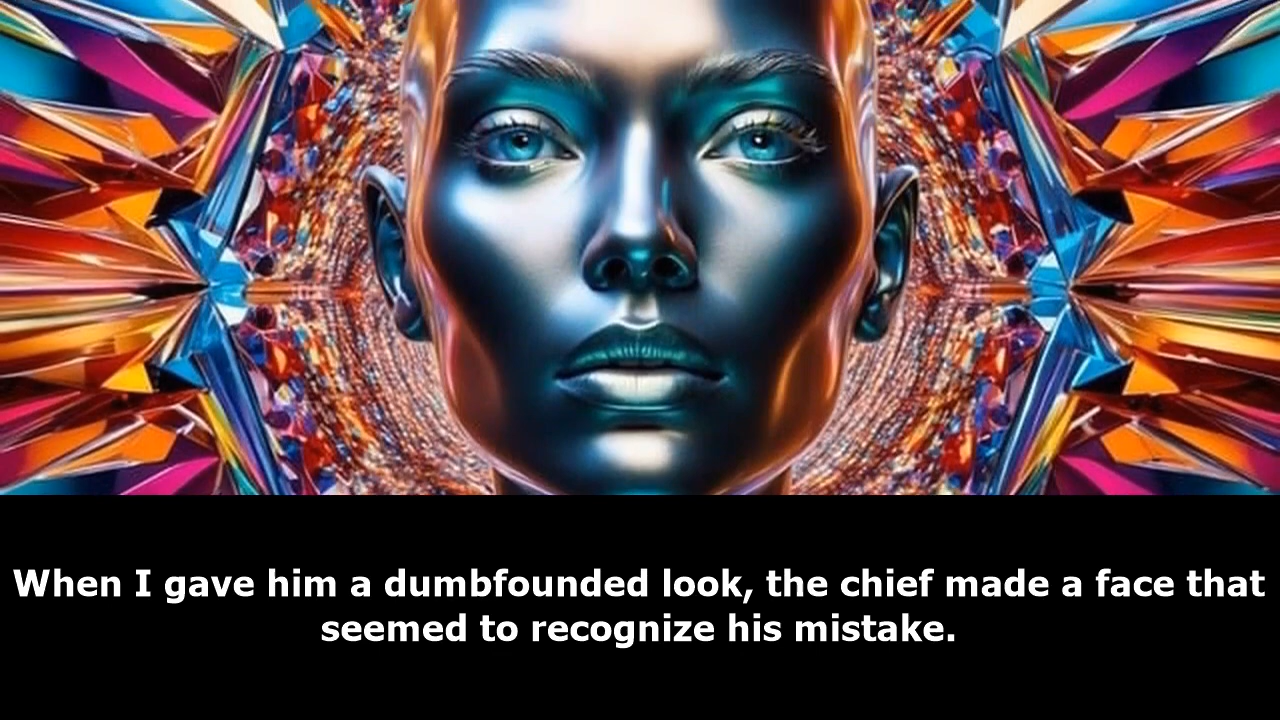 When I gave him a dumbfounded look, the chief made a face that
seemed to recognize his mistake.